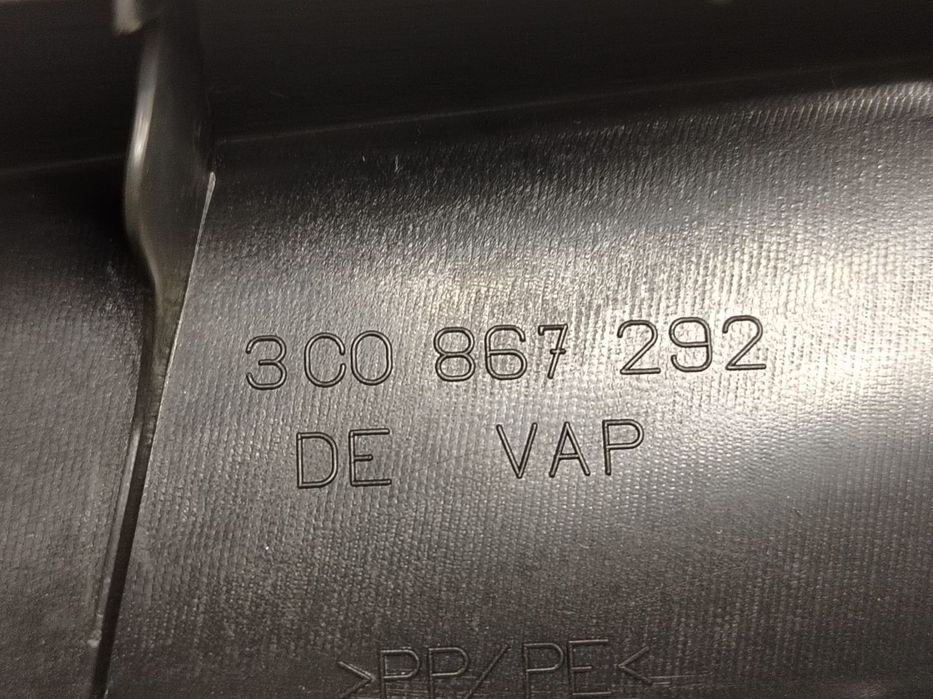 3C0 867 292
DE VAP
>PP/PE<